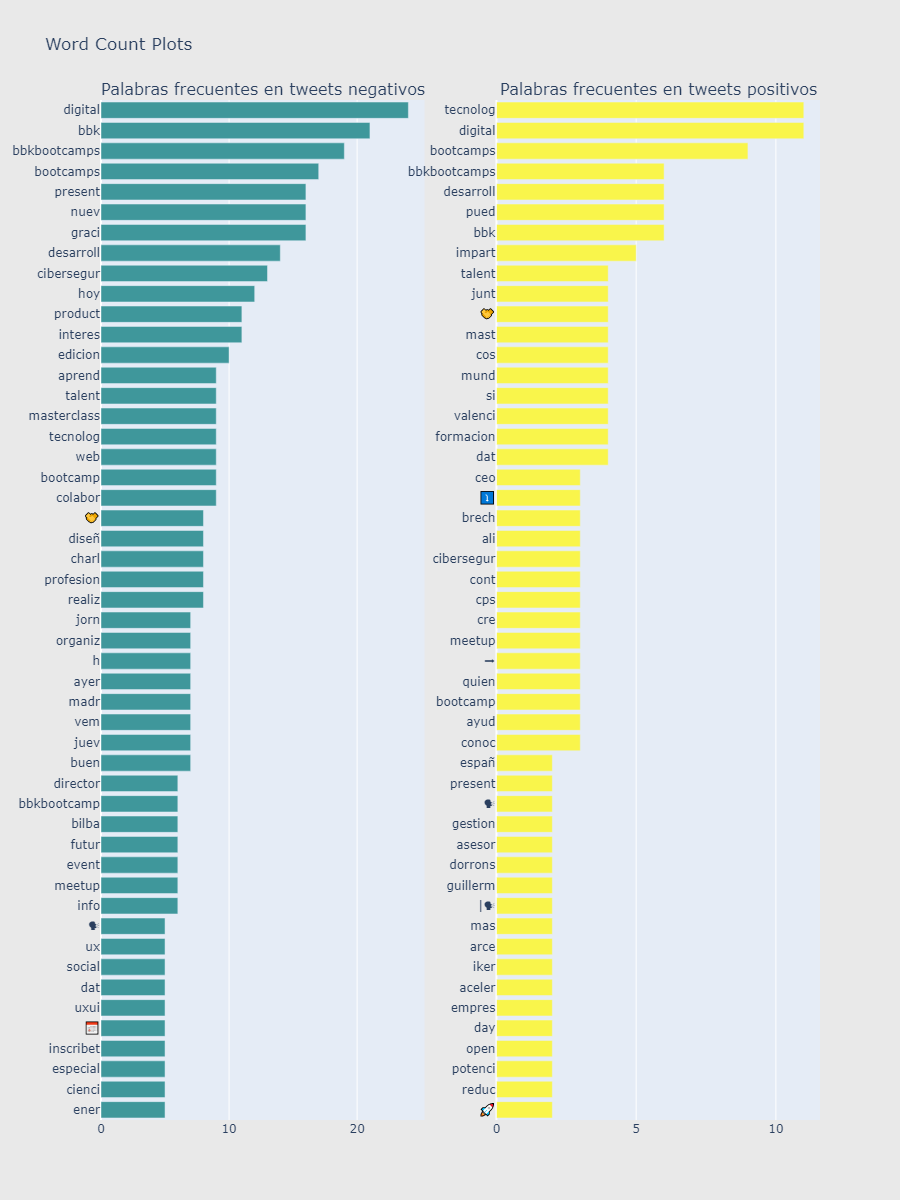 Word Count Plots
Palabras frecuentes en tweets negativos
digital
bbk
bbkbootcamps
bootcamps
present
nuev
graci
desarroll
cibersegur
hoy
product
interes
edicion
aprend
talent
masterclass
tecnolog
web
bootcamp
colabor
diseñ
charl
profesion
realiz
jorn
organiz
h
ayer
madr
vem
juev
buen
director
bbkbootcamp
bilba
futur
event
meetup
info
🗣
ux
social
dat
uxui
📅
inscribet
especial
cienci
ener
0 10 20
Palabras frecuentes en tweets positivos
tecnolog
digital
bootcamps
bbkbootcamps
desarroll
pued
bbk
impart
talent
junt
mast
cos
mund
si
valenci
formacion
dat
ceo
brech
ali
cibersegur
cont
cps
cre
meetup
➡
quien
bootcamp
ayud
conoc
españ
present
🗣
gestion
asesor
dorrons
guillerm
|🗣
mas
arce
iker
aceler
empres
day
open
potenci
reduc
🚀
0 5 10